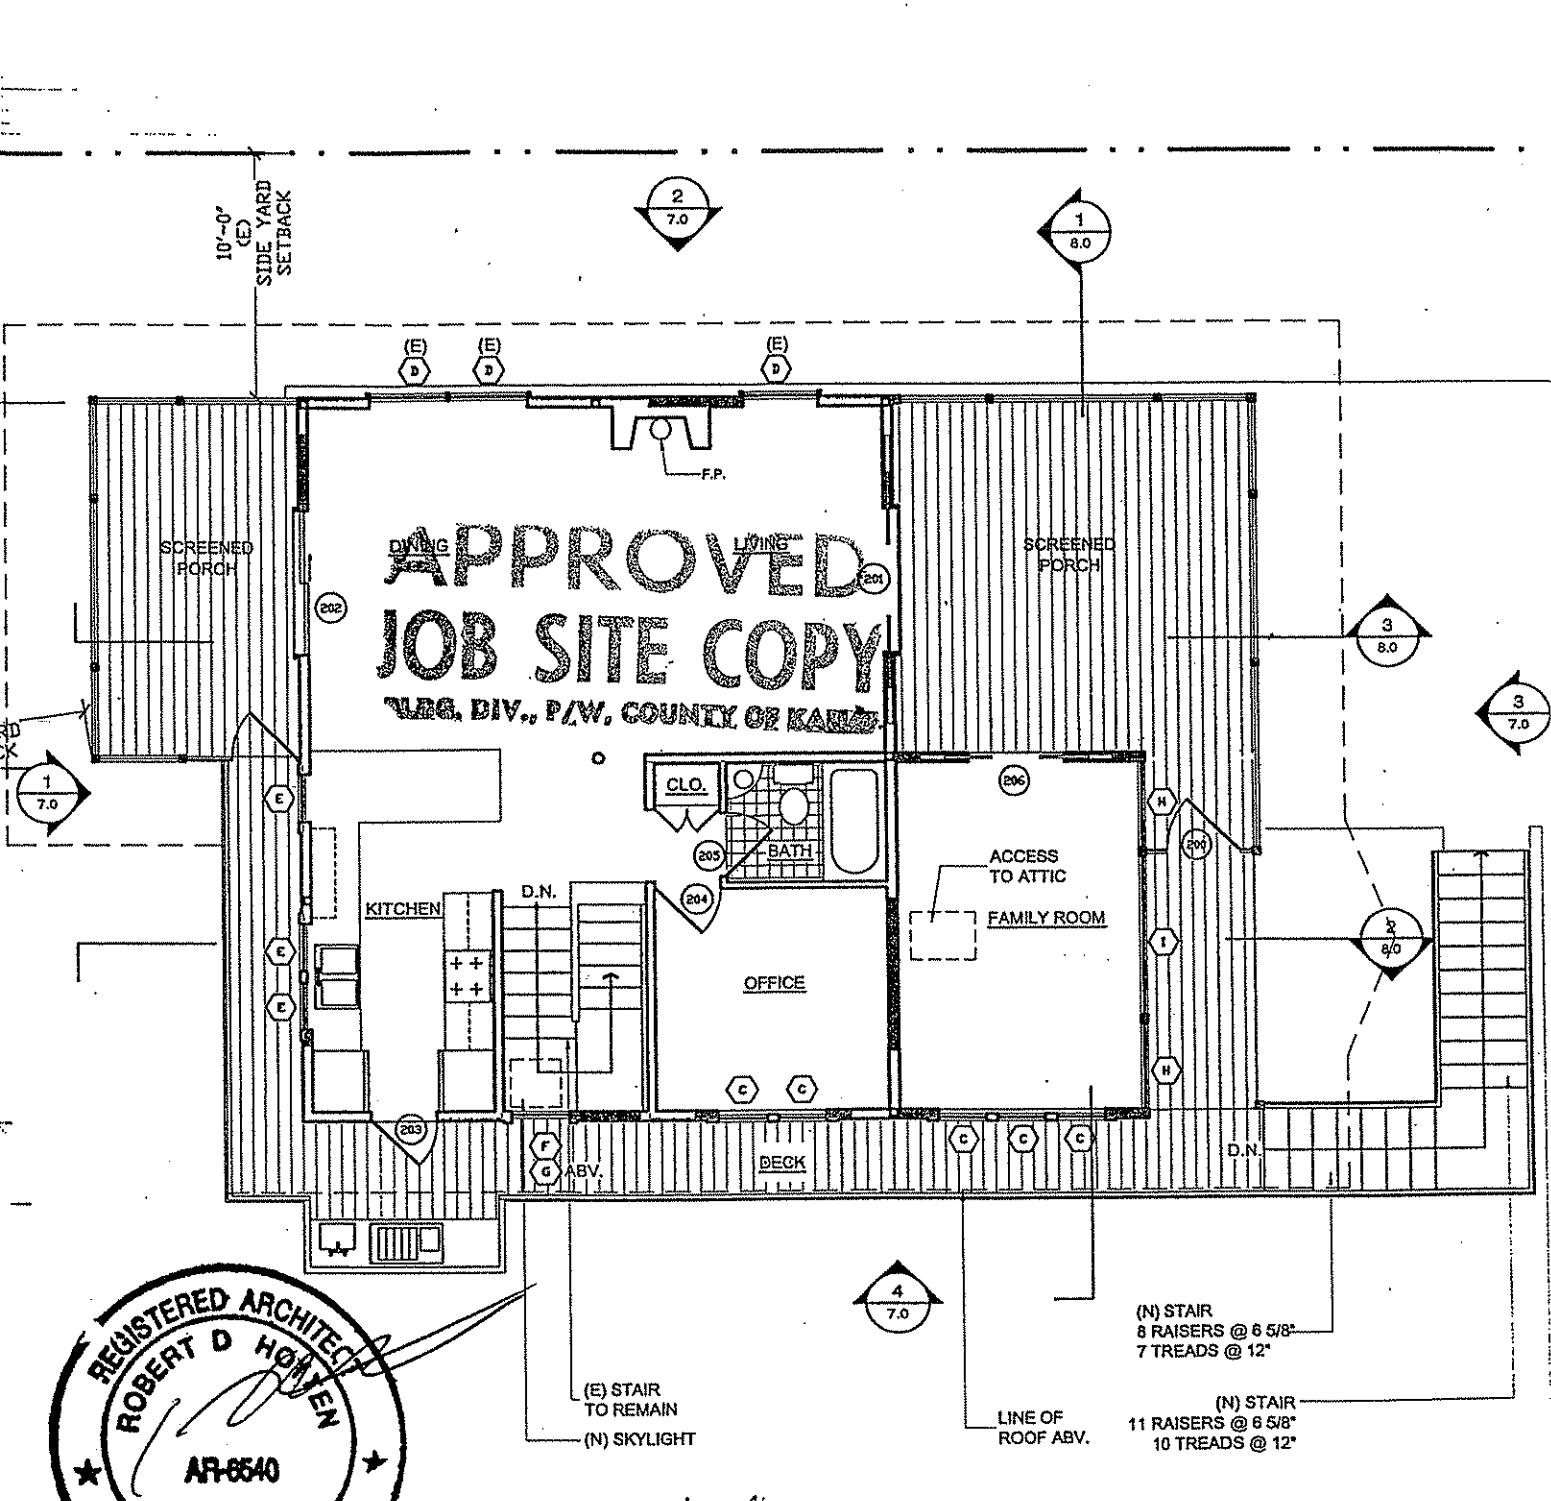 10'-0"
(E)
SIDE YARD
SETBACK
2
7.0
1
8.0
(E)
D
(E)
D
(E)
D
F.P.
SCREENED
PORCH
DINING
LIVING
SCREENED
PORCH
APPROVED
JOB SITE COPY
BLDG. DIV., P/W, COUNTY OF
202
201
3
8.0
3
7.0
1
7.0
E
CLO.
206
H
200
205
BATH
ACCESS
TO ATTIC
KITCHEN
D.N.
204
FAMILY ROOM
2
8.0
E
I
OFFICE
E
C
C
H
203
F
G
ABV.
DECK
C
C
C
D.N.
4
7.0
REGISTERED ARCHITECT
ROBERT D
AR-6540
(E) STAIR
TO REMAIN
(N) SKYLIGHT
LINE OF
ROOF ABV.
(N) STAIR
8 RAISERS @ 6 5/8"
7 TREADS @ 12"
(N) STAIR
11 RAISERS @ 6 5/8"
10 TREADS @ 12"